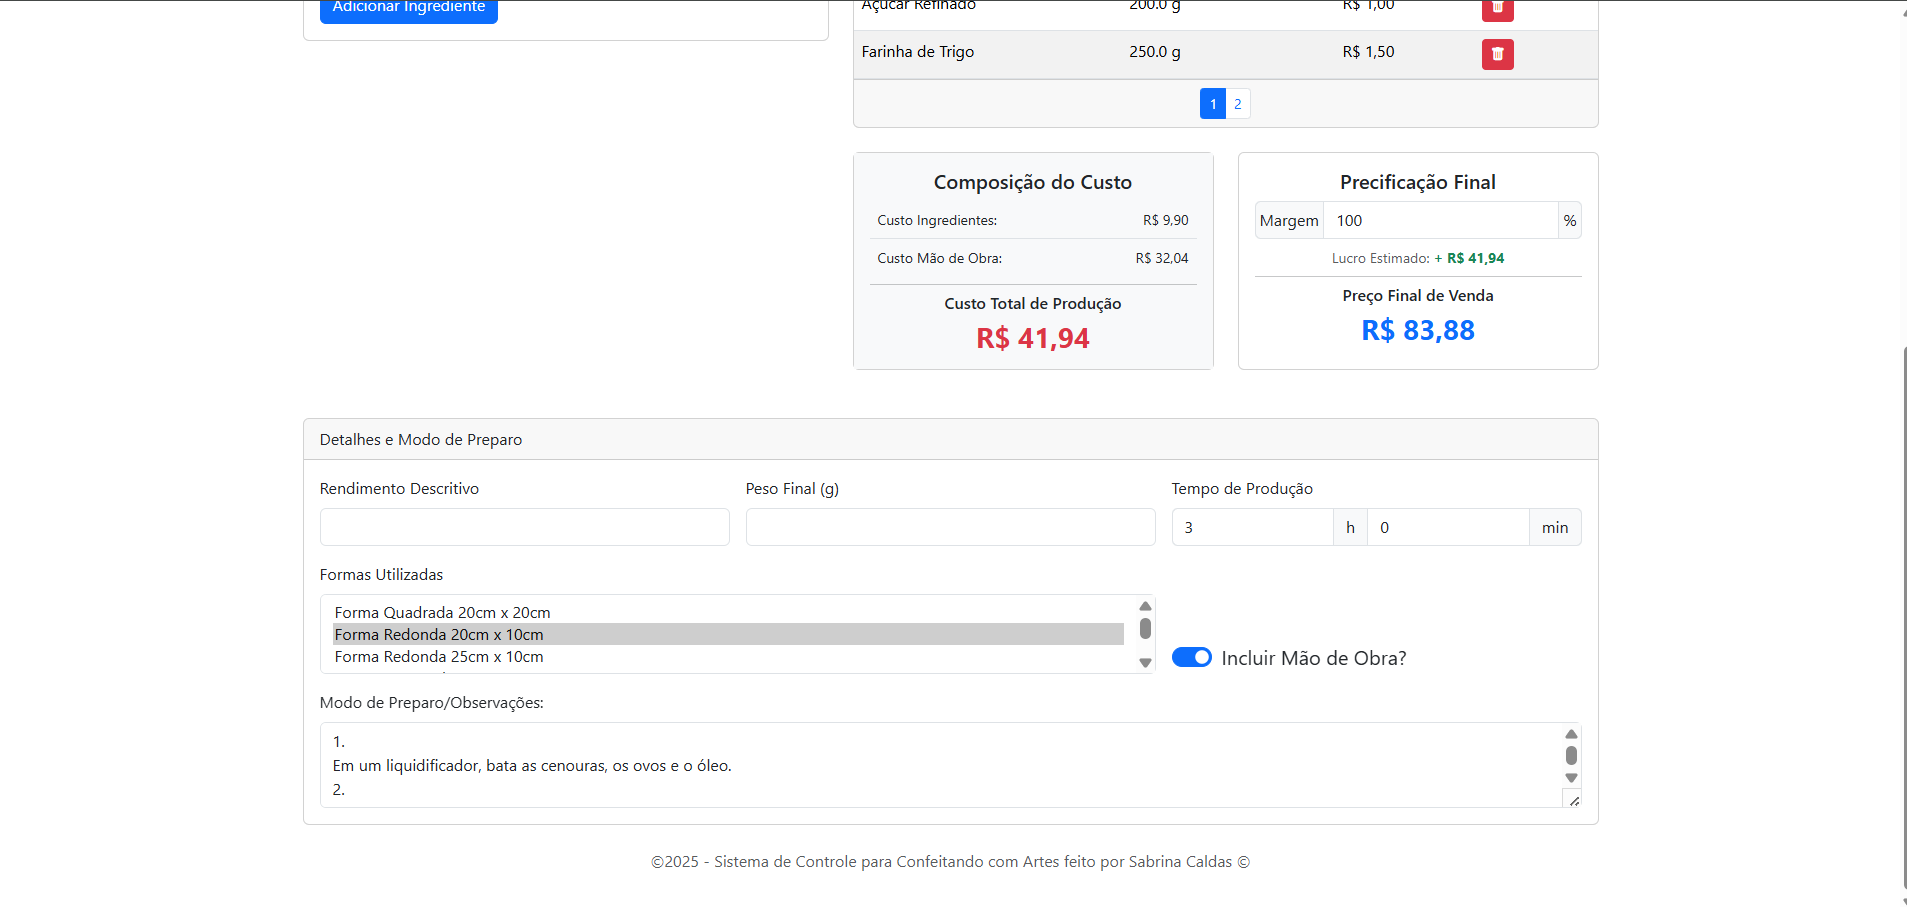 Adicionar Ingrediente
Açúcar Refinado 200.0 g R$ 1,00
Farinha de Trigo 250.0 g R$ 1,50
1 2
Composição do Custo
Custo Ingredientes: R$ 9,90
Custo Mão de Obra: R$ 32,04
Custo Total de Produção
R$ 41,94
Precificação Final
Margem 100 %
Lucro Estimado: + R$ 41,94
Preço Final de Venda
R$ 83,88
Detalhes e Modo de Preparo
Rendimento Descritivo
Peso Final (g)
Tempo de Produção
3 h 0 min
Formas Utilizadas
Forma Quadrada 20cm x 20cm
Forma Redonda 20cm x 10cm
Forma Redonda 25cm x 10cm
Incluir Mão de Obra?
Modo de Preparo/Observações:
1.
Em um liquidificador, bata as cenouras, os ovos e o óleo.
2.
©2025 - Sistema de Controle para Confeitando com Artes feito por Sabrina Caldas ©